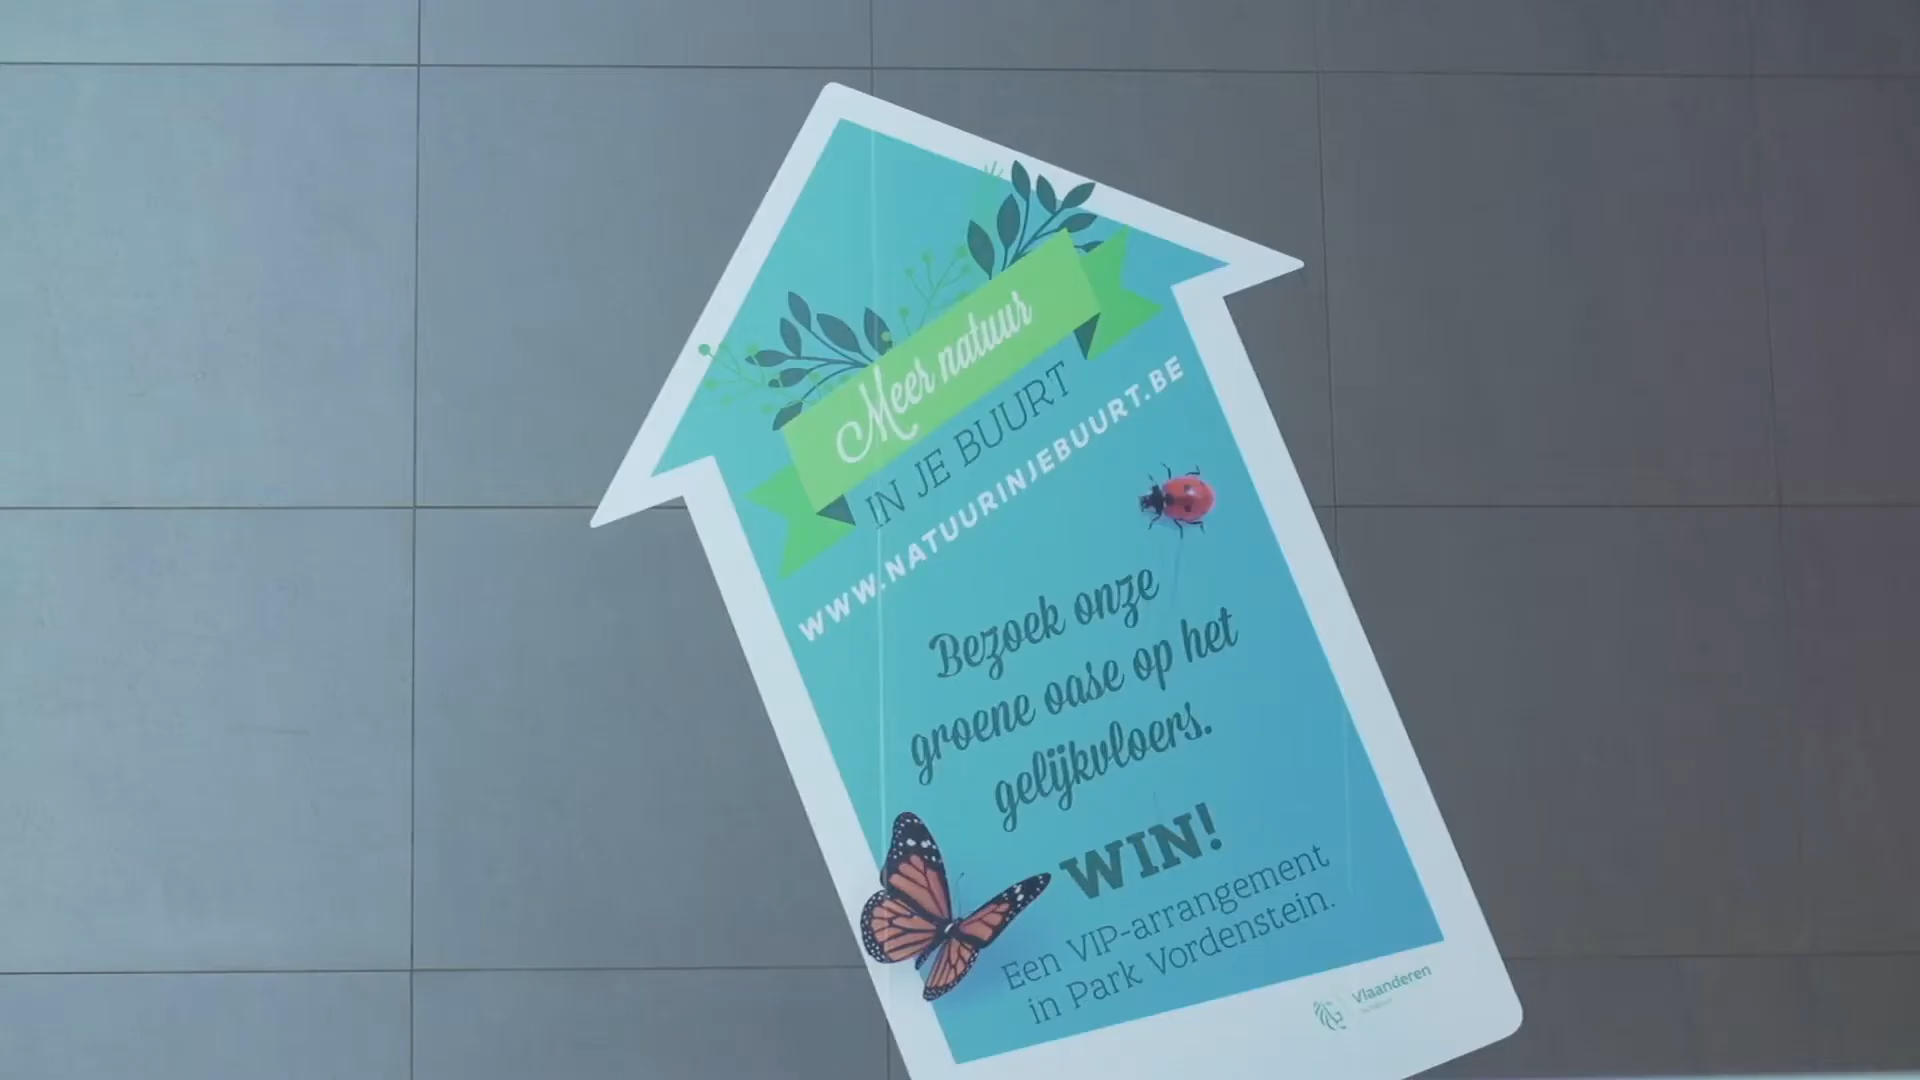 Meer natuur
IN JE BUURT
WWW.NATUURINJEBUURT.BE
Bezoek onze
groene oase op het
gelijkvloers.
WIN!
Een VIP-arrangement
in Park Vordenstein.
Vlaanderen